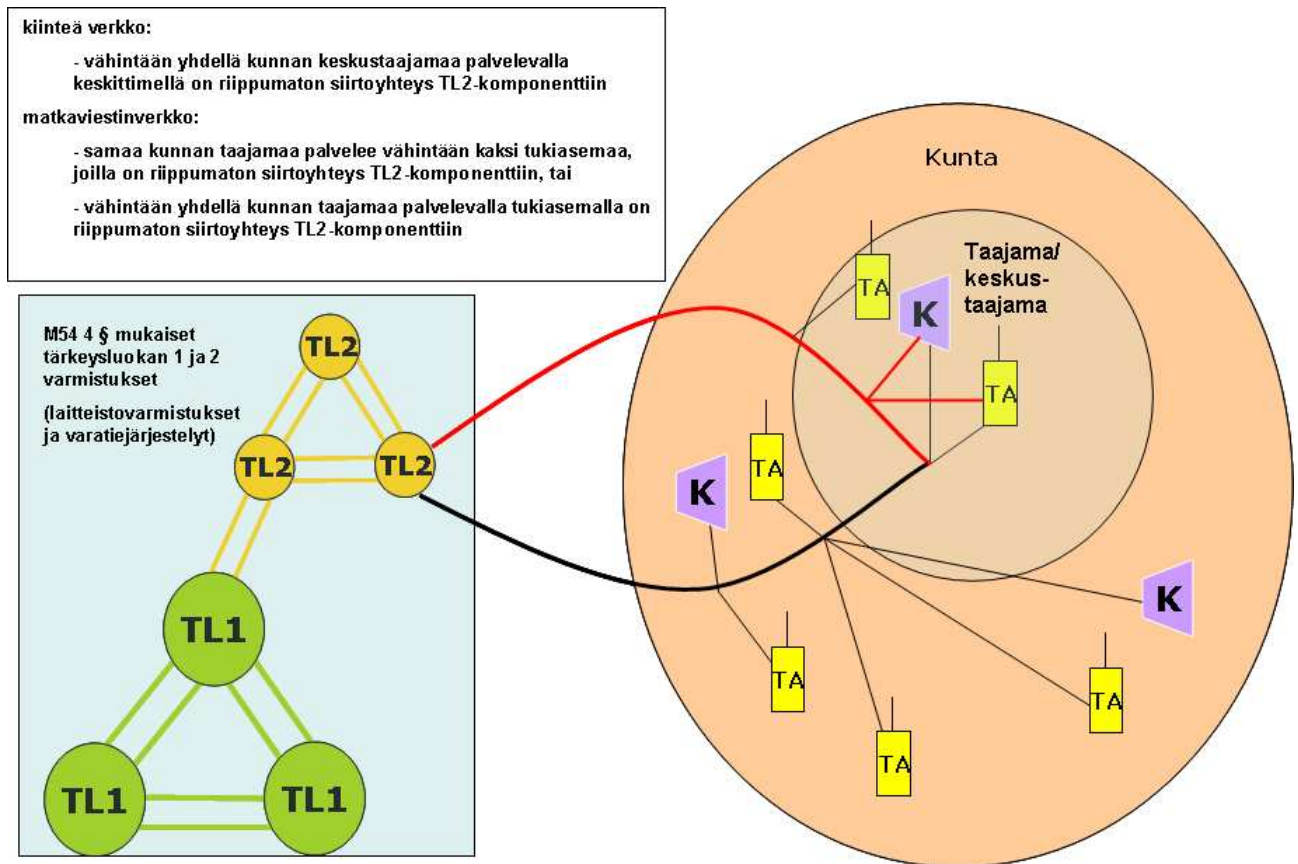 kiinteä verkko:
- vähintään yhdellä kunnan keskustaajamaa palvelevalla
keskittimellä on riippumaton siirtoyhteys TL2-komponenttiin
matkaviestinverkko:
- samaa kunnan taajamaa palvelee vähintään kaksi tukiasemaa,
joilla on riippumaton siirtoyhteys TL2-komponenttiin, tai
- vähintään yhdellä kunnan taajamaa palvelevalla tukiasemalla on
riippumaton siirtoyhteys TL2-komponenttiin
M54 4 § mukaiset
tärkeysluokan 1 ja 2
varmistukset
(laitteistovarmistukset
ja varatiejärjestelyt)
TL2
TL2
TL2
TL1
TL1
TL1
Kunta
Taajama/
keskus-
taajama
TA
K
TA
TA
K
K
TA
TA
TA